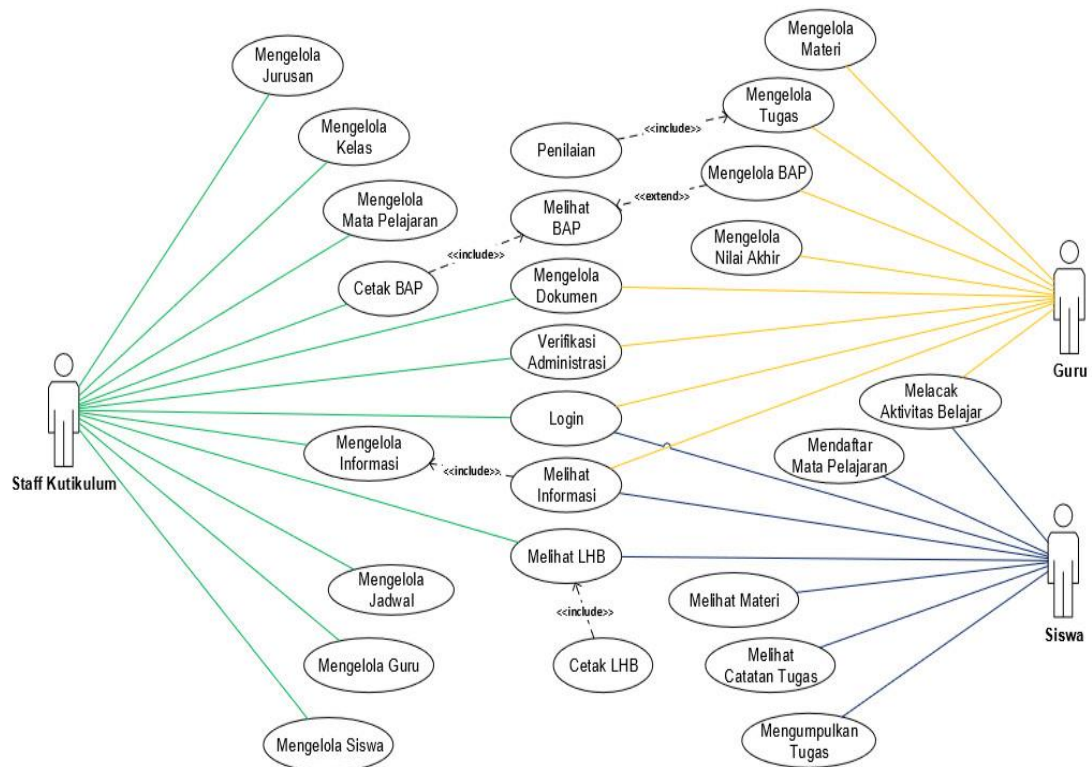 Mengelola
Materi
Mengelola
Jurusan
Mengelola
Tugas
<<include>>
Mengelola
Kelas
Penilaian
Mengelola BAP
<<extend>>
Mengelola
Mata Pelajaran
Melihat
BAP
Mengelola
Nilai Akhir
<<include>>
Cetak BAP
Mengelola
Dokumen
Verifikasi
Administrasi
Guru
Melacak
Aktivitas Belajar
Login
Mengelola
Informasi
Mendaftar
Mata Pelajaran
<<include>>
Melihat
Informasi
Staff Kutikulum
Melihat LHB
Mengelola
Jadwal
Melihat Materi
<<include>>
Siswa
Mengelola Guru
Cetak LHB
Melihat
Catatan Tugas
Mengelola Siswa
Mengumpulkan
Tugas